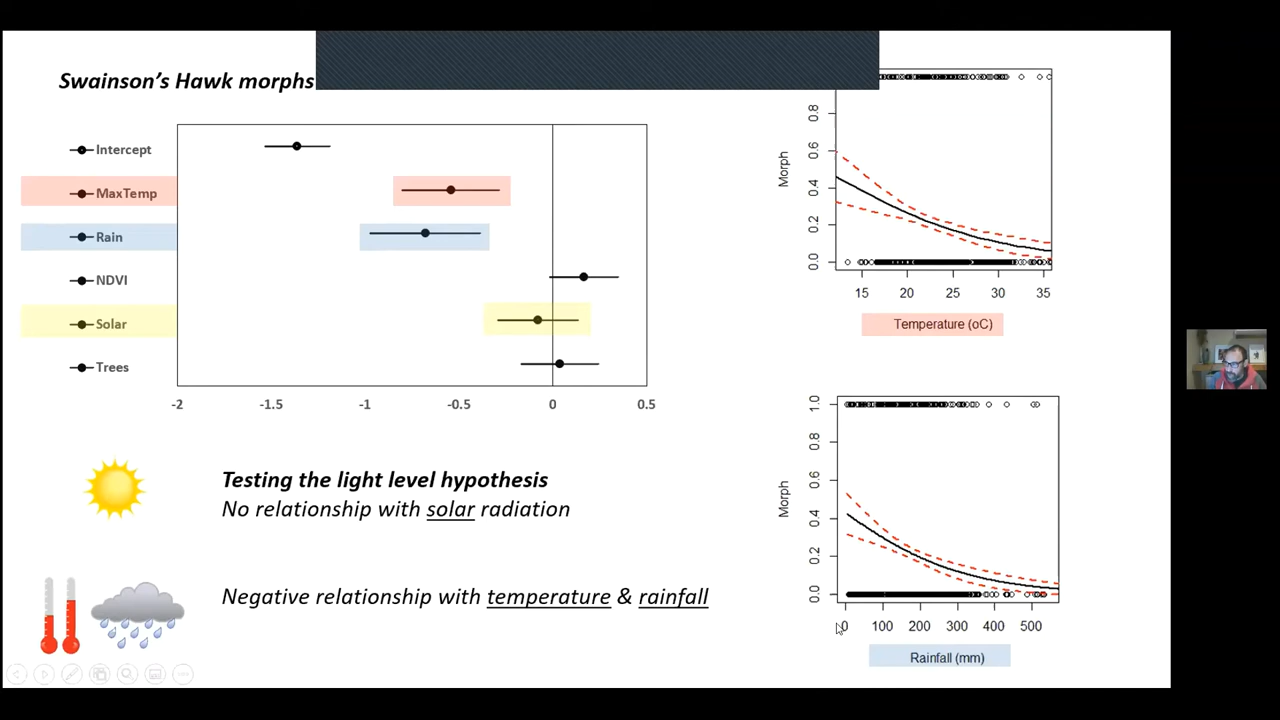 Swainson's Hawk morphs
Intercept
MaxTemp
Rain
NDVI
Solar
Trees
-2 -1.5 -1 -0.5 0 0.5
Testing the light level hypothesis
No relationship with solar radiation
Negative relationship with temperature & rainfall
Morph
0.8
0.6
0.4
0.2
0.0
15 20 25 30 35
Temperature (oC)
Morph
1.0
0.8
0.6
0.4
0.2
0.0
0 100 200 300 400 500
Rainfall (mm)